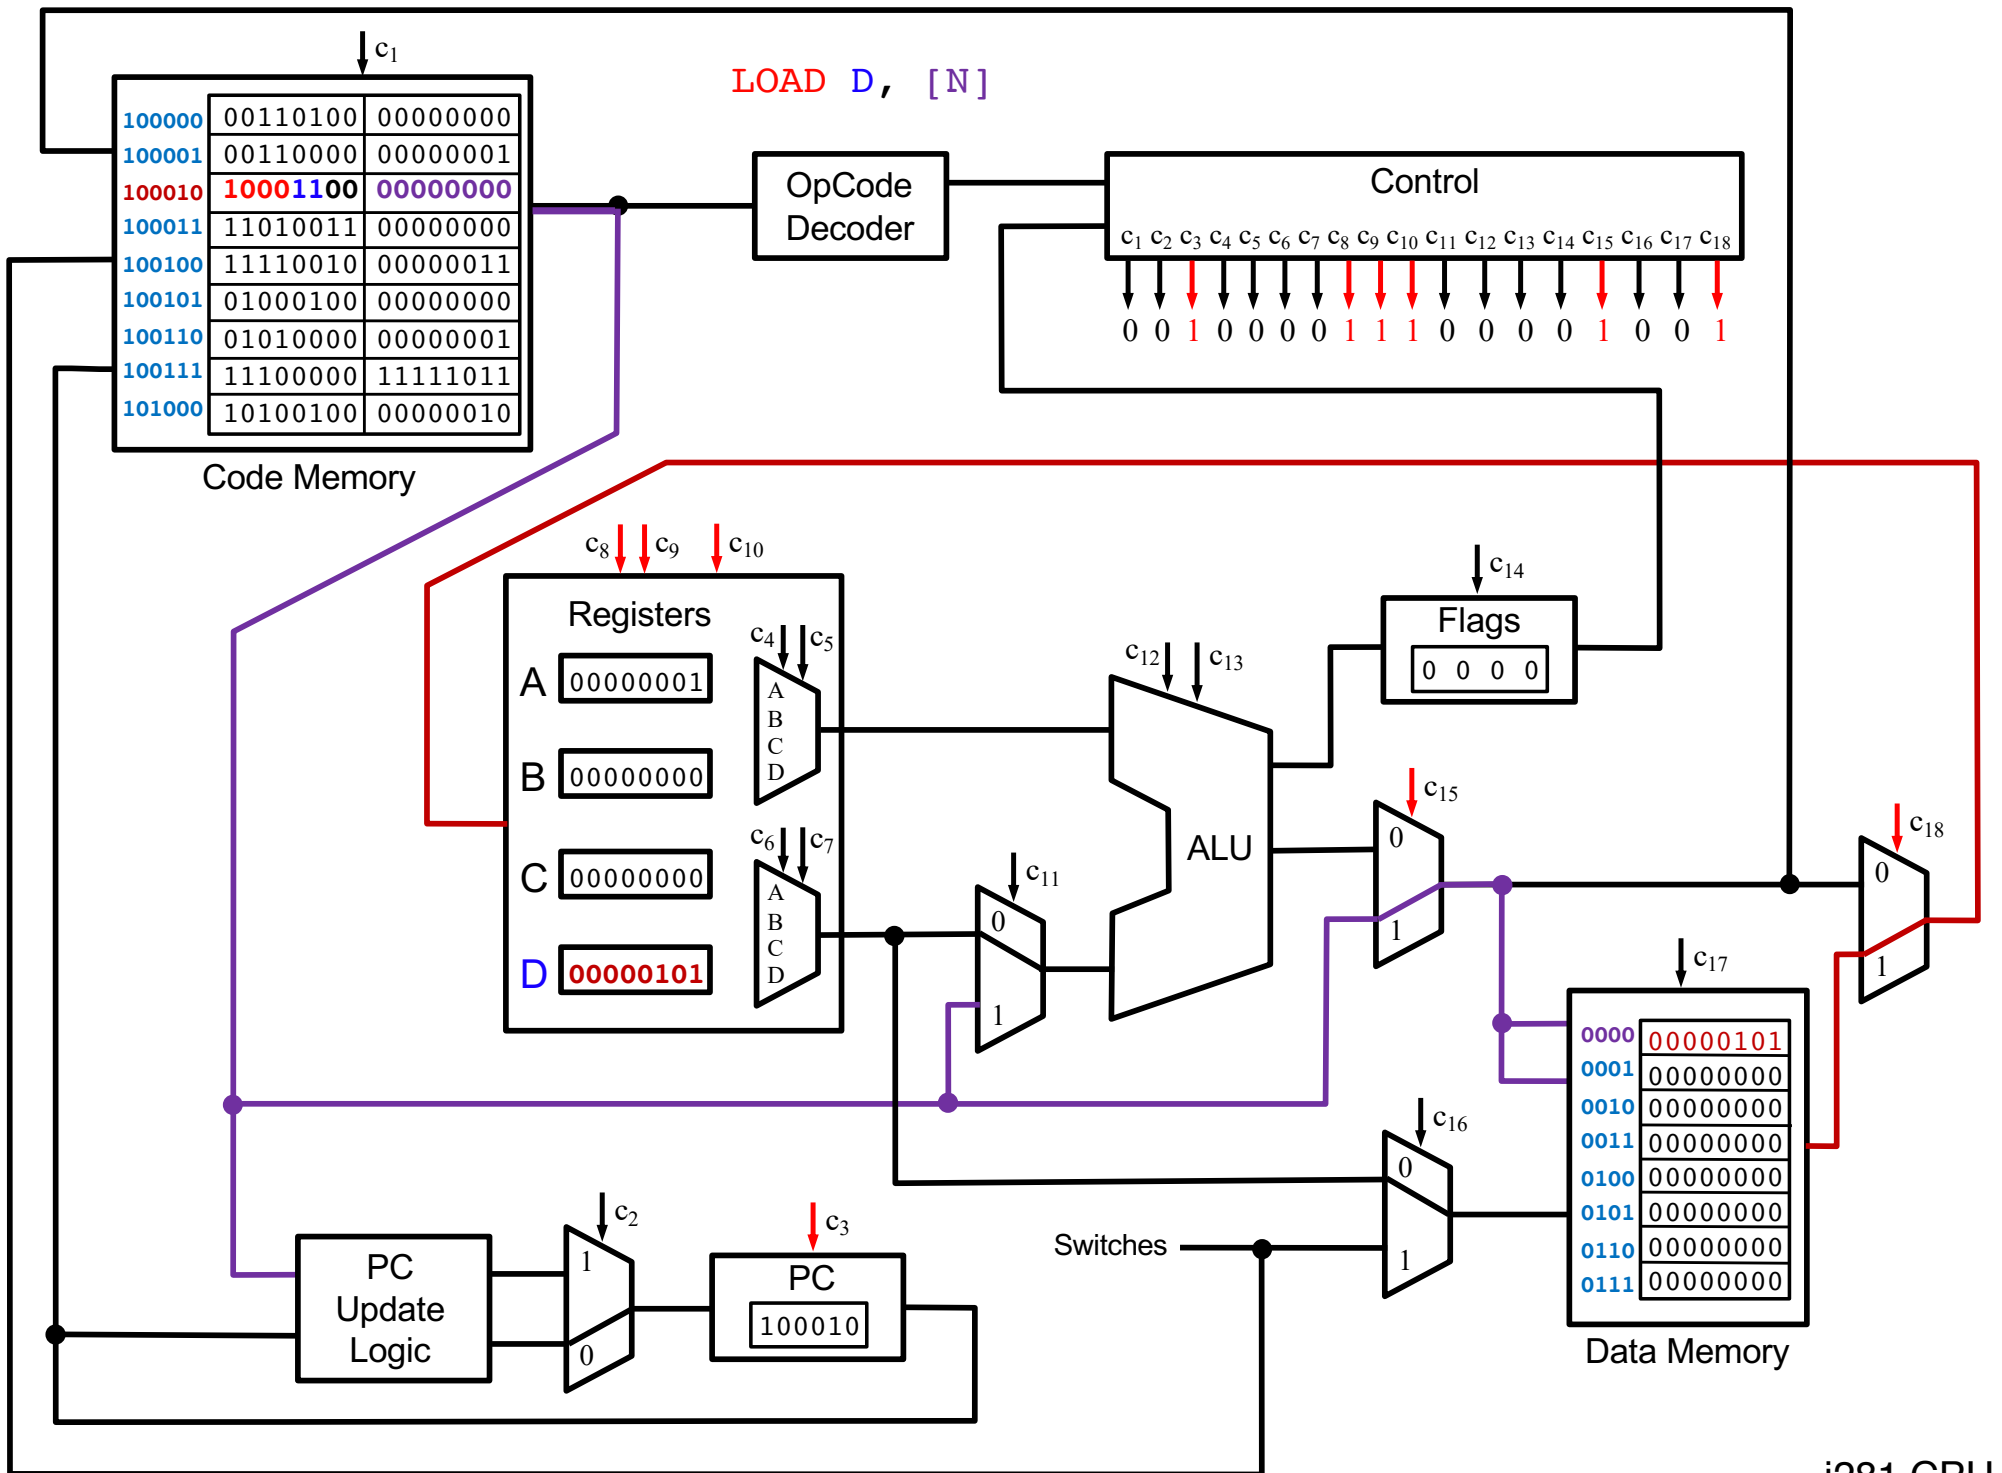 c1
LOAD D, [N]
100000 00110100 00000000
100001 00110000 00000001
100010 10001100 00000000
100011 11010011 00000000
100100 11110010 00000011
100101 01000100 00000000
100110 01010000 00000001
100111 11100000 11111011
101000 10100100 00000010
Code Memory
OpCode
Decoder
Control
c1 c2 c3 c4 c5 c6 c7 c8 c9 c10 c11 c12 c13 c14 c15 c16 c17 c18
0 0 1 0 0 0 0 1 1 1 0 0 0 0 1 0 0 1
c8 c9 c10
Registers
A 00000001
B 00000000
C 00000000
D 00000101
c4 c5
A
B
C
D
c6 c7
A
B
C
D
c11
0
1
c12 c13
ALU
c14
Flags
0 0 0 0
c15
0
1
c18
0
1
c17
0000 00000101
0001 00000000
0010 00000000
0011 00000000
0100 00000000
0101 00000000
0110 00000000
0111 00000000
Data Memory
c16
0
1
Switches
PC
Update
Logic
c2
1
0
c3
PC
100010
i281 CPU